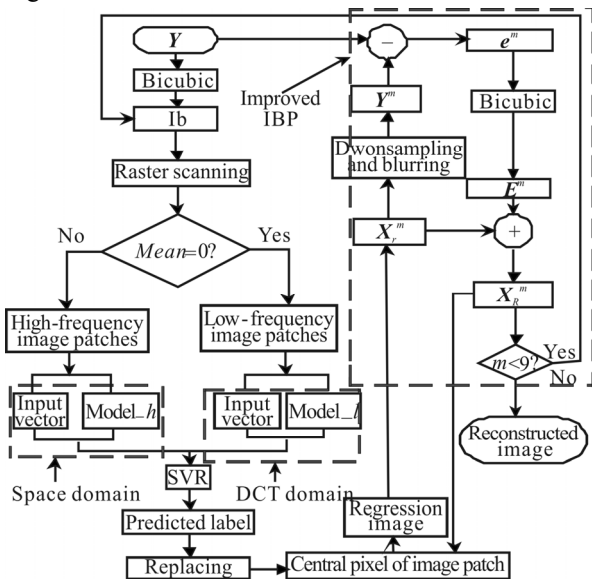 Y
Bicubic
Ib
Raster scanning
No
Mean=0?
Yes
High-frequency
image patches
Low-frequency
image patches
Input
vector
Model_h
Input
vector
Model_l
Space domain
SVR
DCT domain
Predicted label
Replacing
Central pixel of image patch
Regression
image
X_r^m
Dwonsampling
and blurring
Y^m
Improved
IBP
−
e^m
Bicubic
E^m
+
X_R^m
m<9?
Yes
No
Reconstructed
image